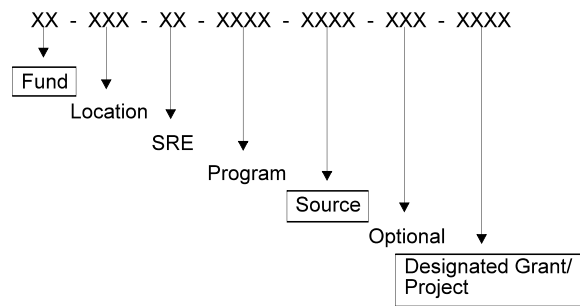 XX - XXX - XX - XXXX - XXXX - XXX - XXXX
Fund
Location
SRE
Program
Source
Optional
Designated Grant/
Project